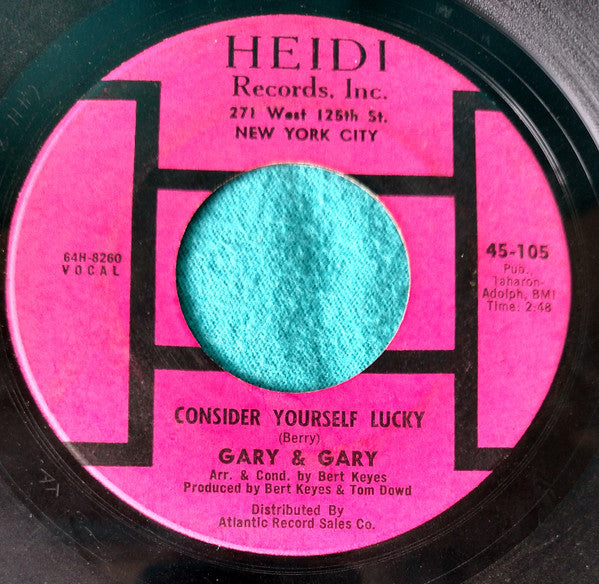 HEIDI
Records, Inc.
271 West 125th St.
NEW YORK CITY
64H-8260
VOCAL
45-105
Pub.
Taharon-
Adolph, BMI
Time: 2:48
CONSIDER YOURSELF LUCKY
(Berry)
GARY & GARY
Arr. & Cond. by Bert Keyes
Produced by Bert Keyes & Tom Dowd
Distributed By
Atlantic Record Sales Co.